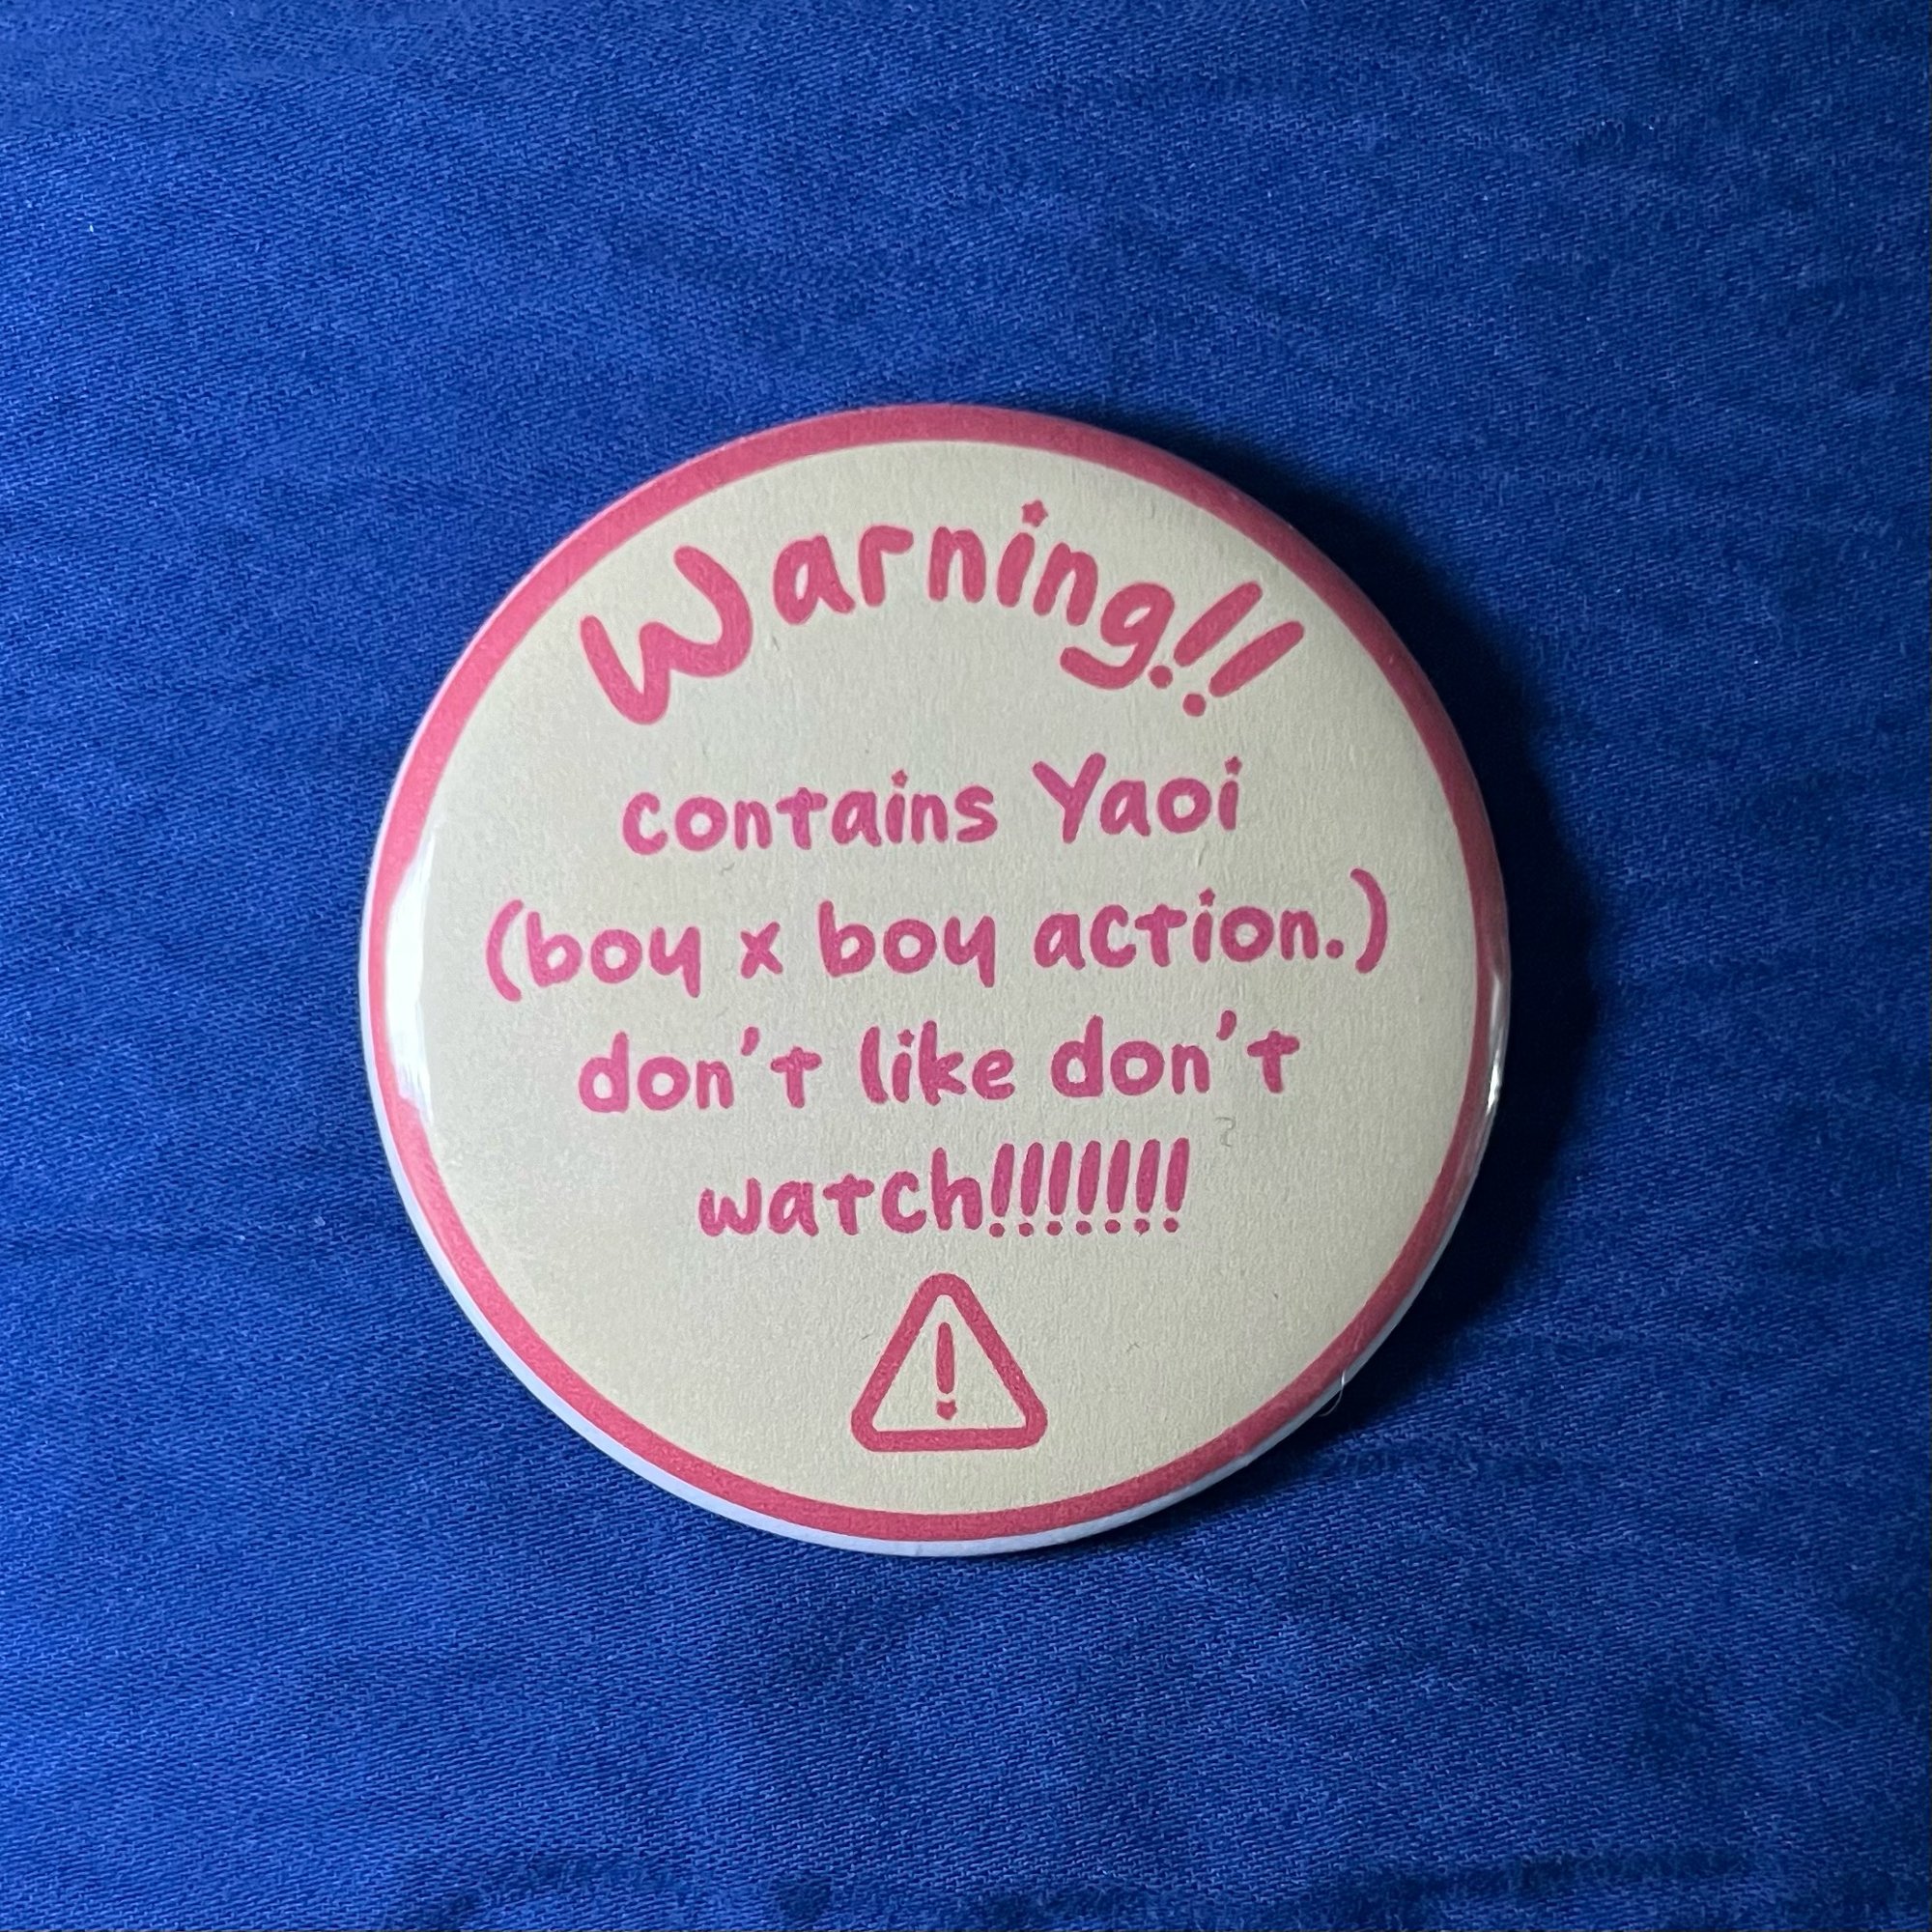 Warning!!
contains Yaoi
(boy x boy action.)
don't like don't
watch!!!!!!!
!